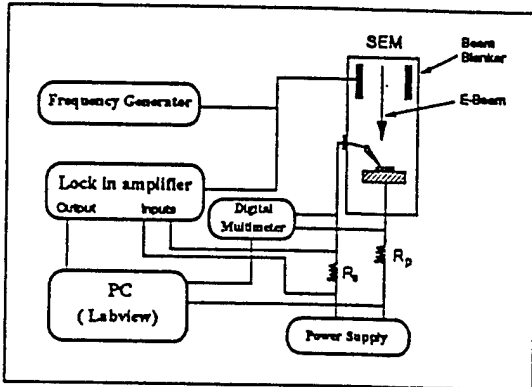 SEM
Beam
Blanker
Frequency Generator
E-Beam
Lock in amplifier
Output Inputs
Digital
Multimeter
Rs
Rp
PC
( Labview)
Power Supply